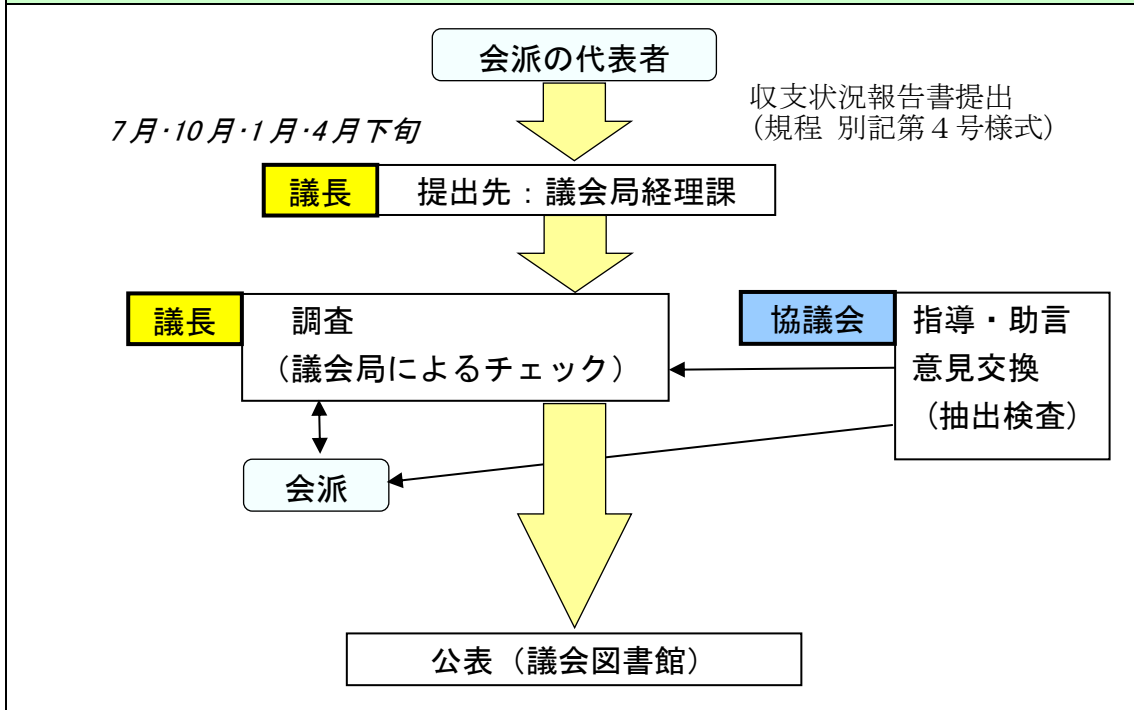 会派の代表者
7月･10月･1月･4月下旬
収支状況報告書提出
(規程 別記第４号様式)
議長 提出先：議会局経理課
議長 調査
（議会局によるチェック）
協議会 指導・助言
意見交換
（抽出検査）
会派
公表（議会図書館）